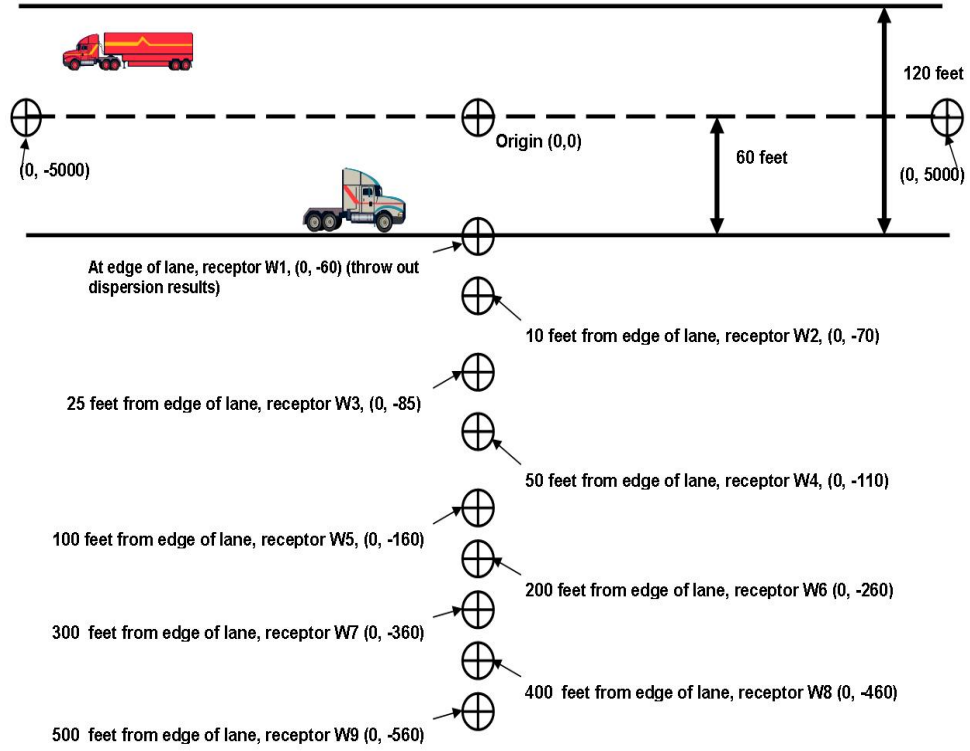 120 feet
Origin (0,0)
60 feet
(0, -5000)
(0, 5000)
At edge of lane, receptor W1, (0, -60) (throw out
dispersion results)
10 feet from edge of lane, receptor W2, (0, -70)
25 feet from edge of lane, receptor W3, (0, -85)
50 feet from edge of lane, receptor W4, (0, -110)
100 feet from edge of lane, receptor W5, (0, -160)
200 feet from edge of lane, receptor W6 (0, -260)
300 feet from edge of lane, receptor W7 (0, -360)
400 feet from edge of lane, receptor W8 (0, -460)
500 feet from edge of lane, receptor W9 (0, -560)